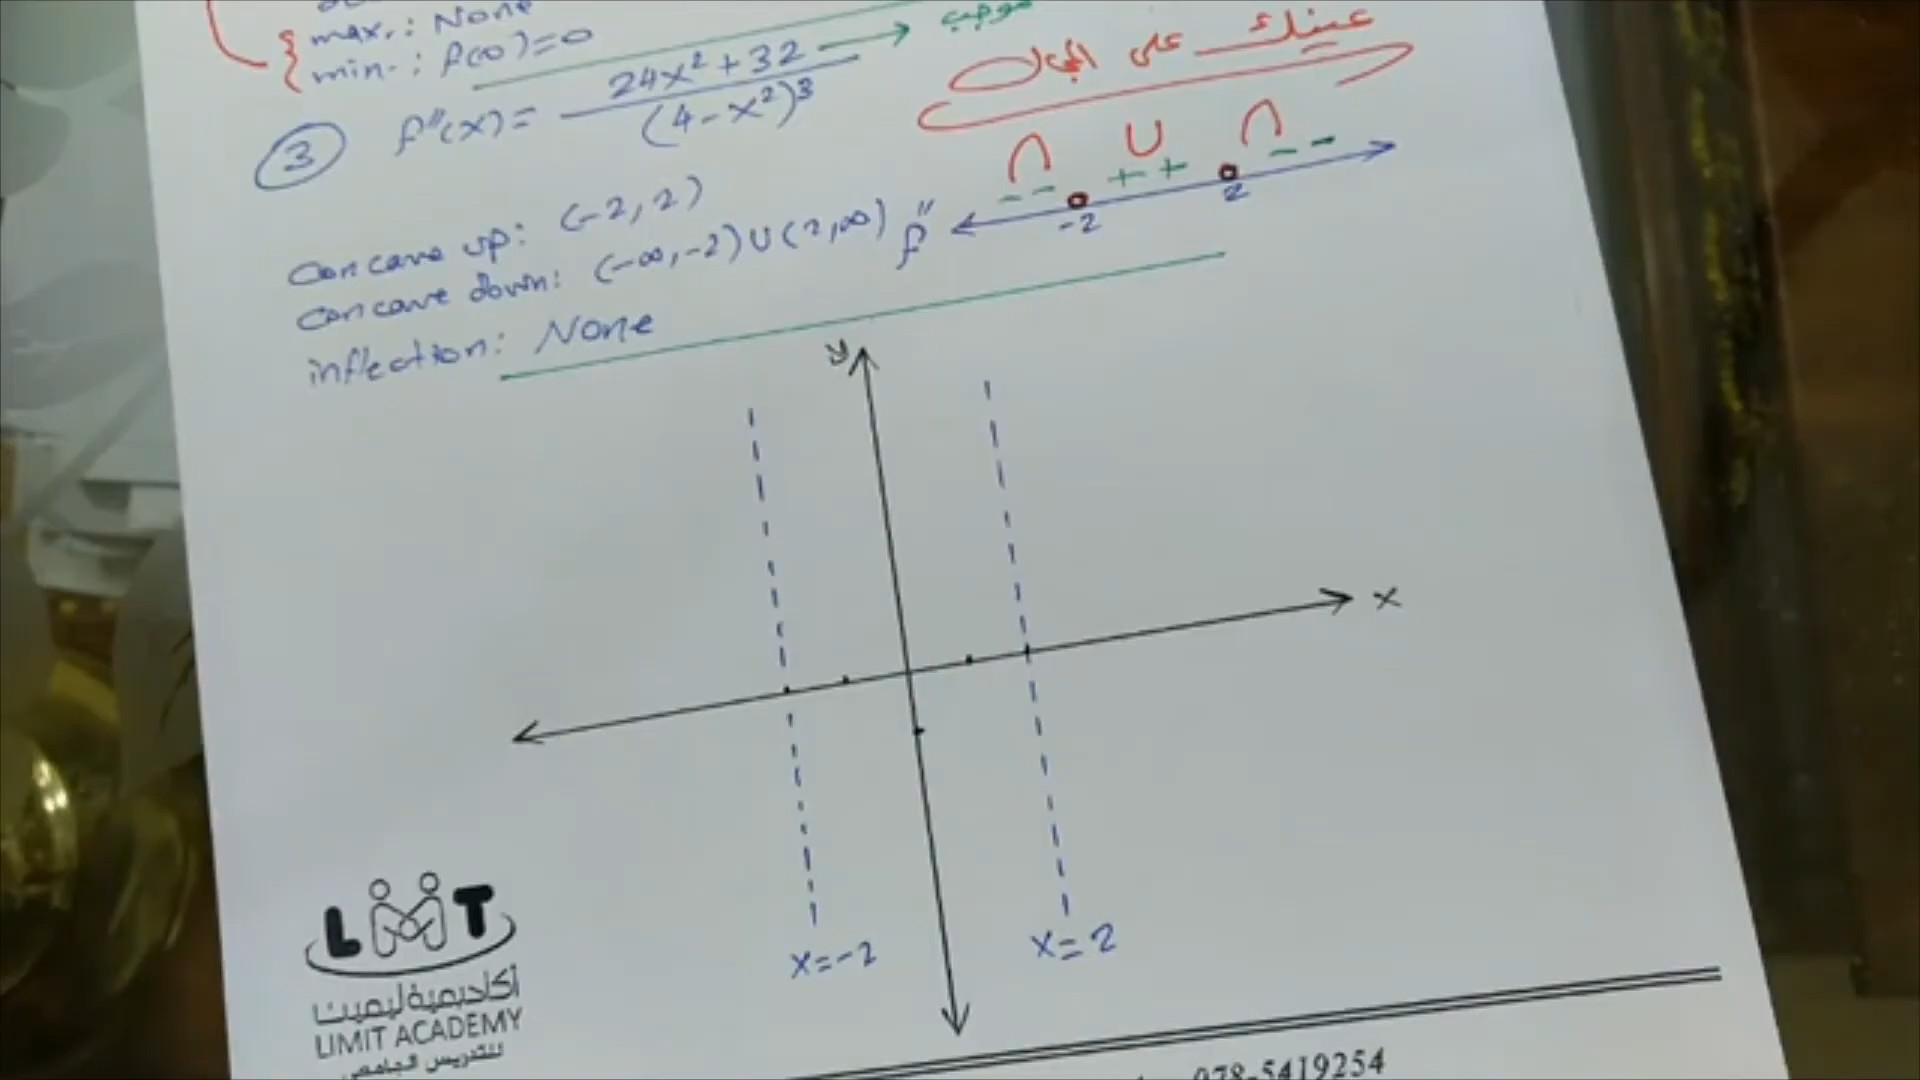 max.: None
min.: f(0)=0
موجب
عينك على المجال
③ f''(x) = 24x²+32 / (4-x²)³
∩ ∪ ∩
-- ++ --
-2 2
f''
concave up: (-2,2)
concave down: (-∞,-2)∪(2,∞)
inflection: None
y
x
x=-2
x=2
LIMIT
أكاديمية ليميت
LIMIT ACADEMY
للتدريس الجامعي
078-5419254